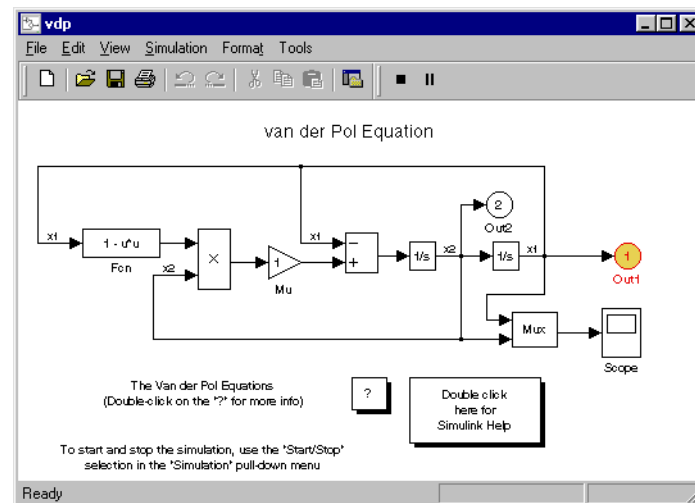 vdp
File Edit View Simulation Format Tools
van der Pol Equation
2
Out2
x1
1 - u*u
Fcn
x2
×
1
Mu
x1
−
+
1/s
x2
1/s
x1
1
Out1
Mux
Scope
The Van der Pol Equations
(Double-click on the "?" for more info)
?
Double click
here for
Simulink Help
To start and stop the simulation, use the "Start/Stop"
selection in the "Simulation" pull-down menu
Ready